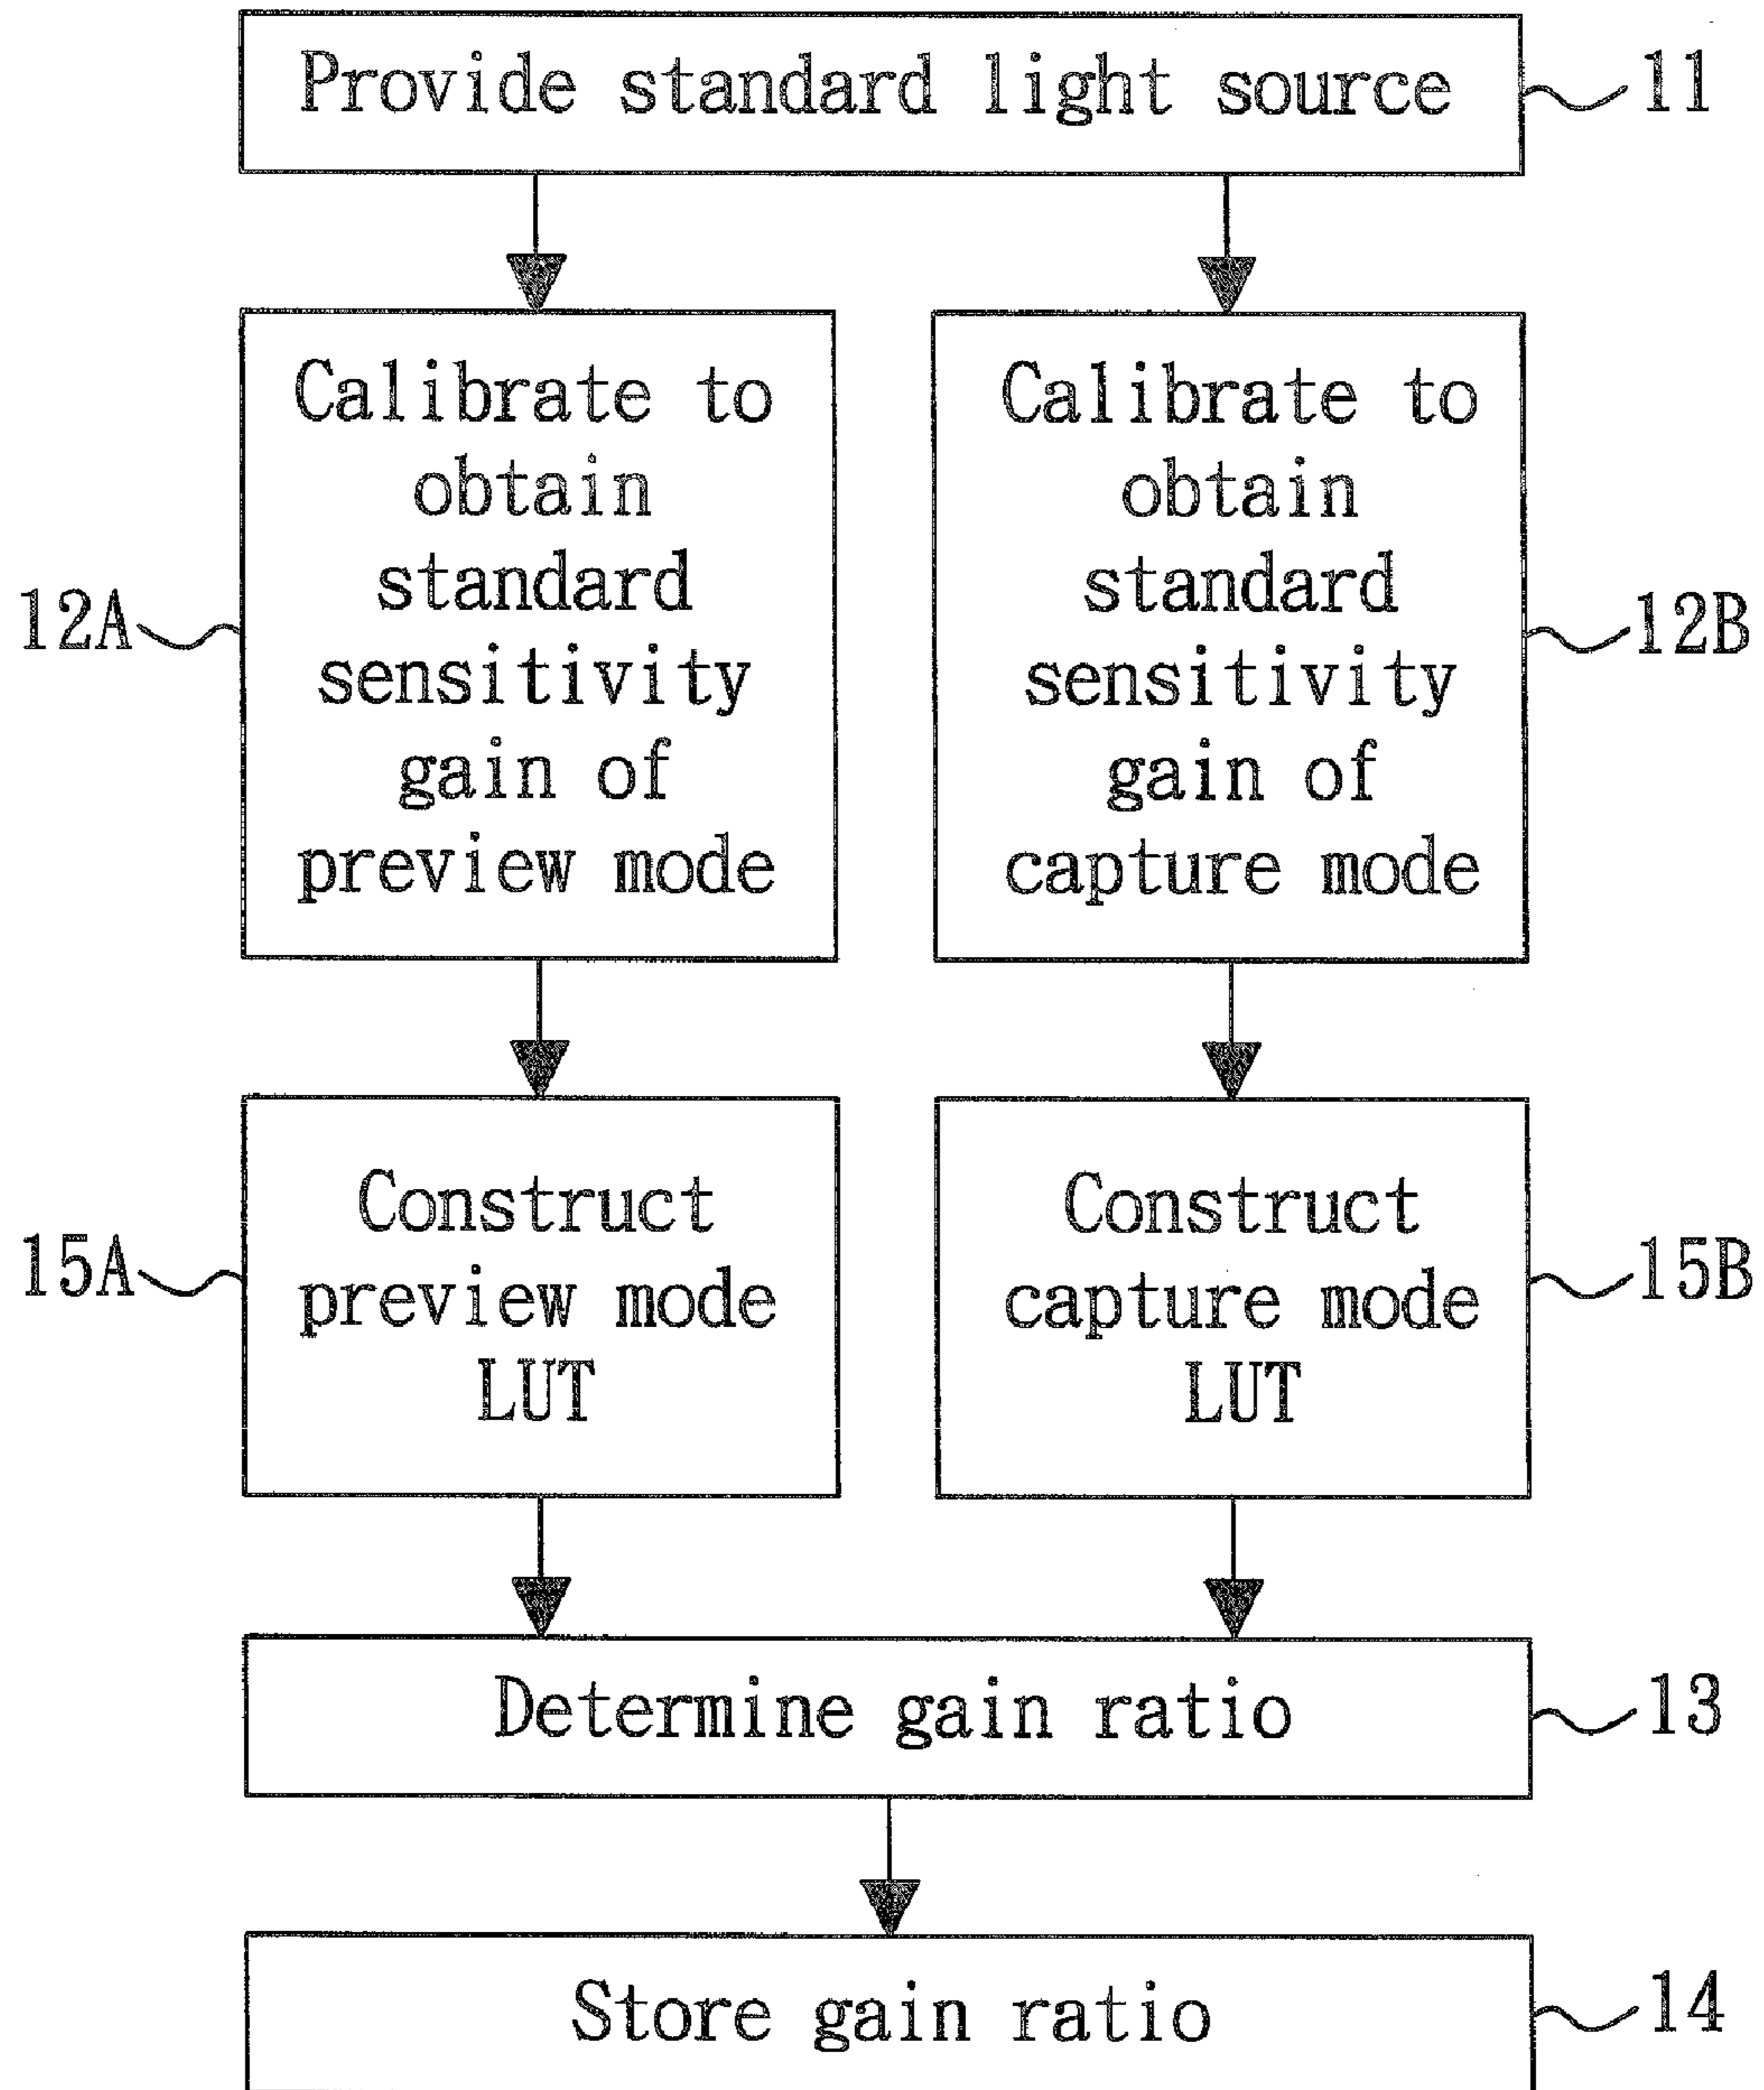 Provide standard light source
11
Calibrate to
obtain
standard
sensitivity
gain of
preview mode
12A
Calibrate to
obtain
standard
sensitivity
gain of
capture mode
12B
Construct
preview mode
LUT
15A
Construct
capture mode
LUT
15B
Determine gain ratio
13
Store gain ratio
14